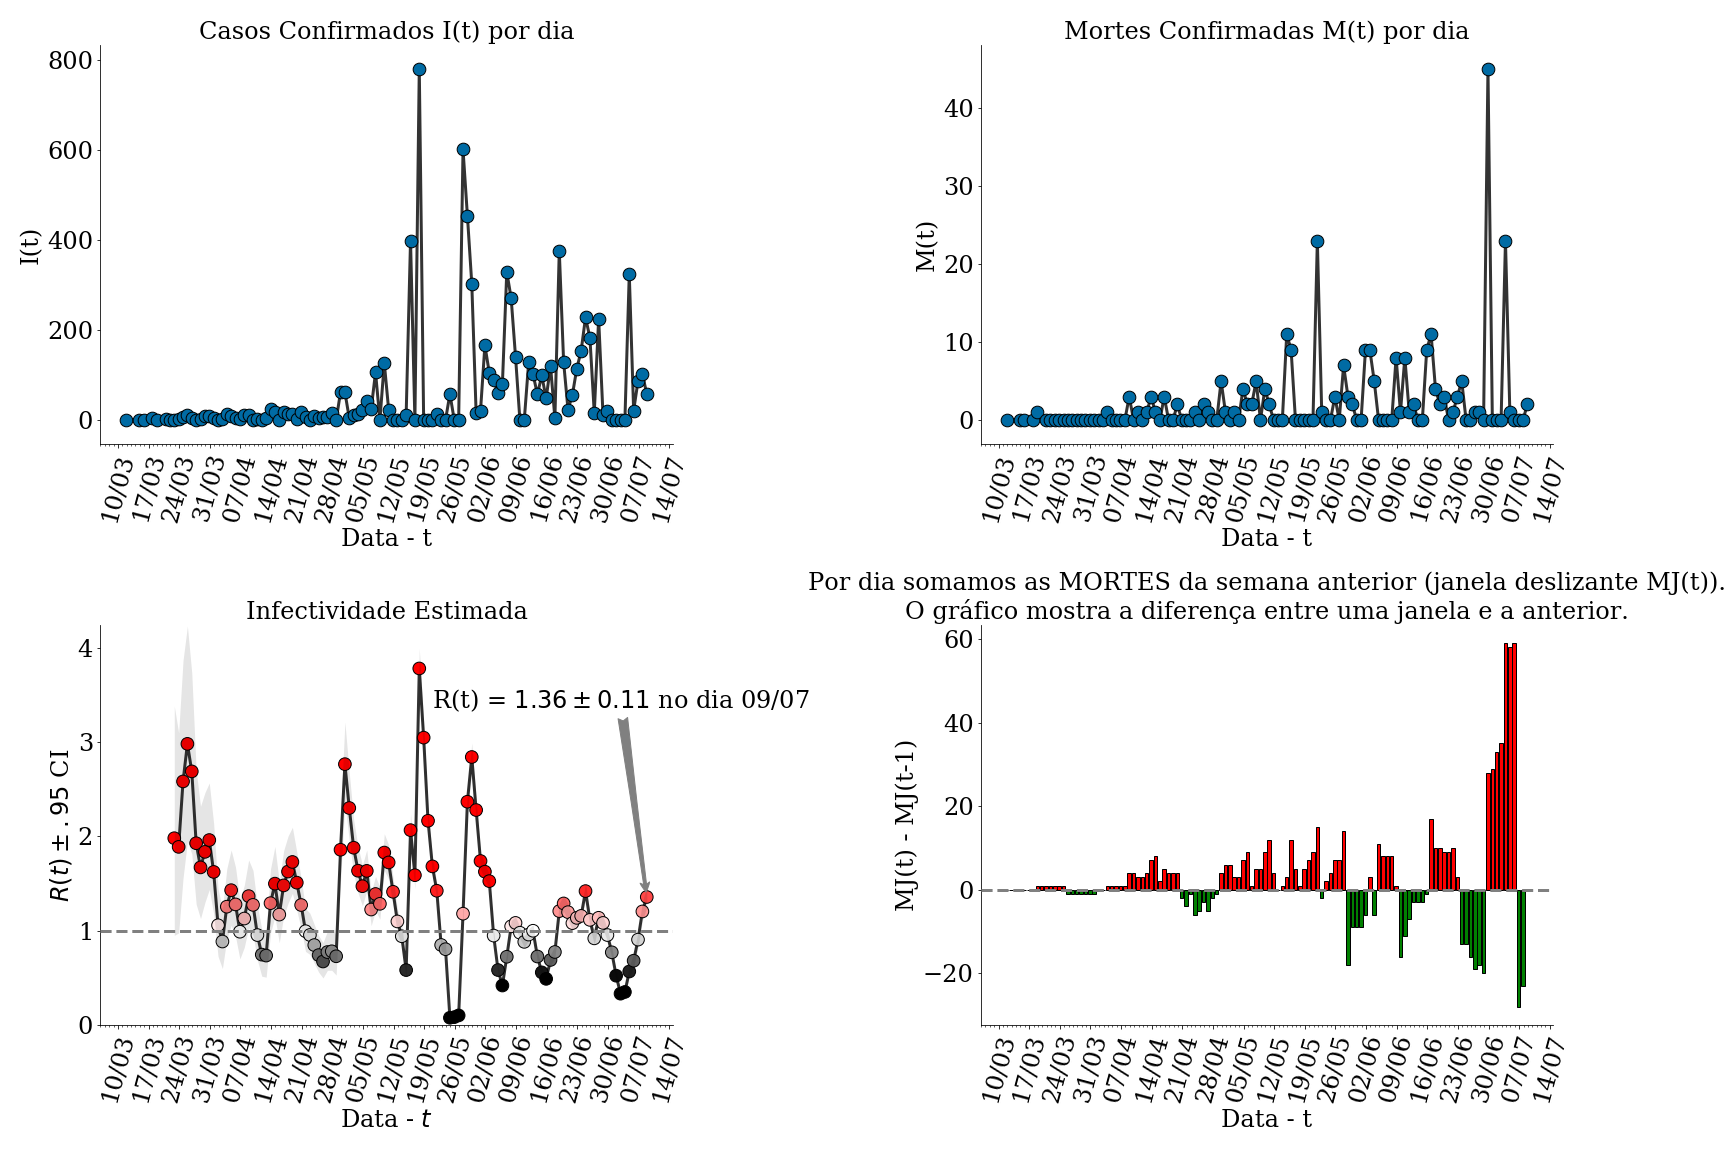 Casos Confirmados I(t) por dia
I(t)
800
600
400
200
0
10/03 17/03 24/03 31/03 07/04 14/04 21/04 28/04 05/05 12/05 19/05 26/05 02/06 09/06 16/06 23/06 30/06 07/07 14/07
Data - t
Mortes Confirmadas M(t) por dia
M(t)
40
30
20
10
0
10/03 17/03 24/03 31/03 07/04 14/04 21/04 28/04 05/05 12/05 19/05 26/05 02/06 09/06 16/06 23/06 30/06 07/07 14/07
Data - t
Infectividade Estimada
R(t) ± .95 CI
4
3
2
1
0
R(t) = 1.36 ± 0.11 no dia 09/07
10/03 17/03 24/03 31/03 07/04 14/04 21/04 28/04 05/05 12/05 19/05 26/05 02/06 09/06 16/06 23/06 30/06 07/07 14/07
Data - t
Por dia somamos as MORTES da semana anterior (janela deslizante MJ(t)).
O gráfico mostra a diferença entre uma janela e a anterior.
MJ(t) - MJ(t-1)
60
40
20
0
−20
10/03 17/03 24/03 31/03 07/04 14/04 21/04 28/04 05/05 12/05 19/05 26/05 02/06 09/06 16/06 23/06 30/06 07/07 14/07
Data - t